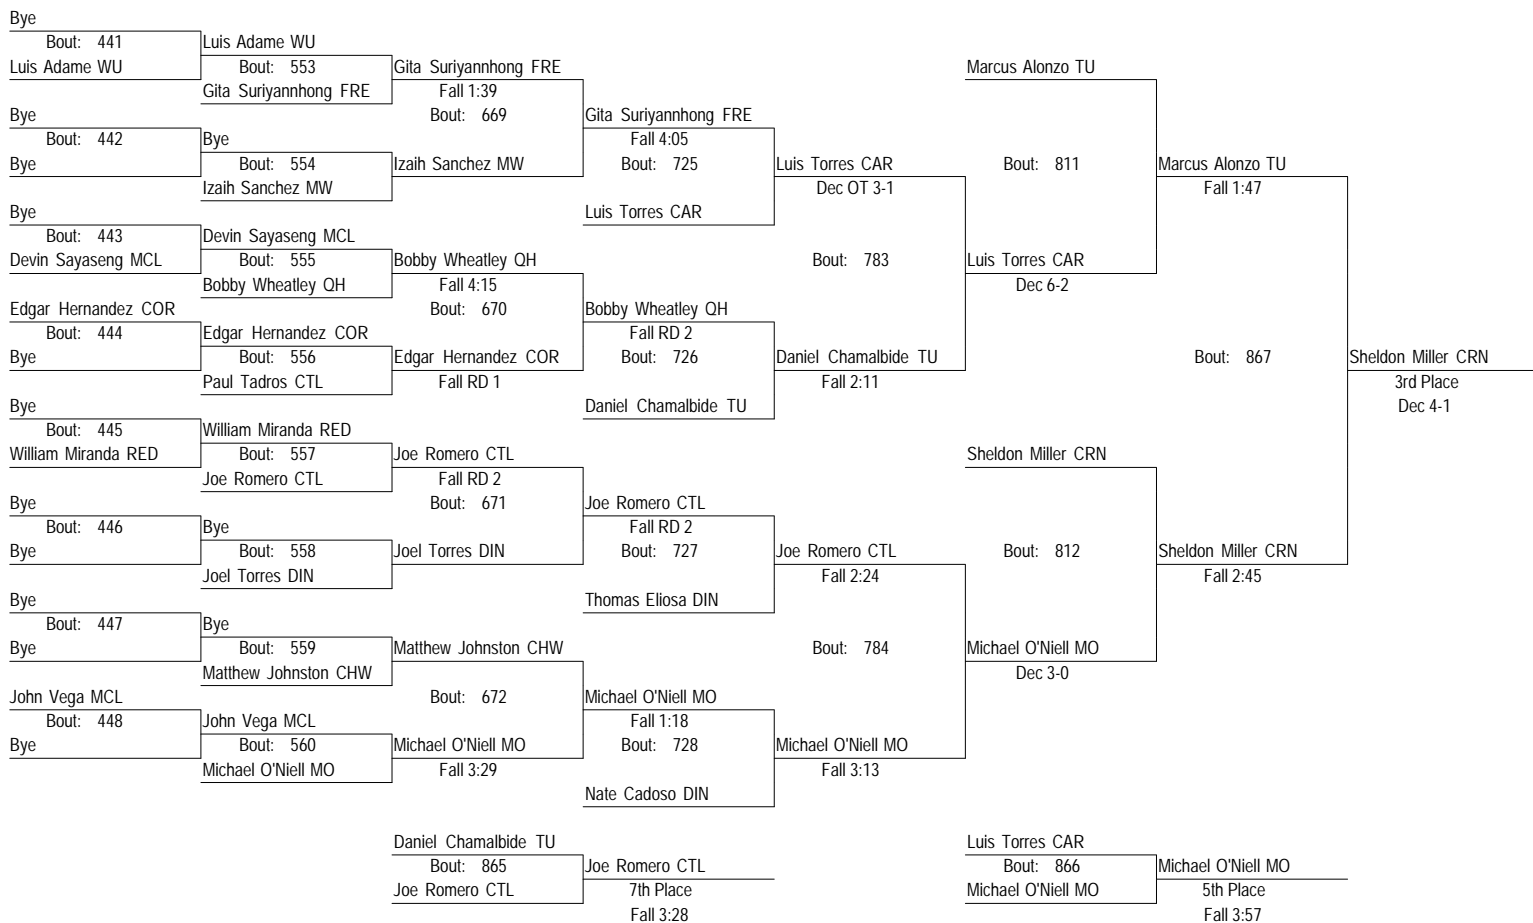 Bye
Bout: 441
Luis Adame WU
Luis Adame WU
Bout: 553
Gita Suriyannhong FRE
Gita Suriyannhong FRE
Fall 1:39
Bout: 669
Bye
Bout: 442
Bye
Bye
Bout: 554
Izaih Sanchez MW
Izaih Sanchez MW
Gita Suriyannhong FRE
Fall 4:05
Bout: 725
Luis Torres CAR
Luis Torres CAR
Dec OT 3-1
Bout: 783
Bye
Bout: 443
Devin Sayaseng MCL
Devin Sayaseng MCL
Bout: 555
Bobby Wheatley QH
Bobby Wheatley QH
Fall 4:15
Bout: 670
Edgar Hernandez COR
Bout: 444
Bye
Edgar Hernandez COR
Bout: 556
Paul Tadros CTL
Edgar Hernandez COR
Fall RD 1
Bobby Wheatley QH
Fall RD 2
Bout: 726
Daniel Chamalbide TU
Daniel Chamalbide TU
Fall 2:11
Marcus Alonzo TU
Bout: 811
Luis Torres CAR
Dec 6-2
Marcus Alonzo TU
Fall 1:47
Bout: 867
Sheldon Miller CRN
3rd Place
Dec 4-1
Bye
Bout: 445
William Miranda RED
William Miranda RED
Bout: 557
Joe Romero CTL
Joe Romero CTL
Fall RD 2
Bout: 671
Bye
Bout: 446
Bye
Bye
Bout: 558
Joel Torres DIN
Joel Torres DIN
Joe Romero CTL
Fall RD 2
Bout: 727
Thomas Eliosa DIN
Joe Romero CTL
Fall 2:24
Bout: 784
Bye
Bout: 447
Bye
Bye
Bout: 559
Matthew Johnston CHW
Matthew Johnston CHW
Bout: 672
John Vega MCL
Bout: 448
Bye
John Vega MCL
Bout: 560
Michael O'Niell MO
Michael O'Niell MO
Fall 3:29
Michael O'Niell MO
Fall 1:18
Bout: 728
Nate Cadoso DIN
Michael O'Niell MO
Fall 3:13
Sheldon Miller CRN
Bout: 812
Michael O'Niell MO
Dec 3-0
Sheldon Miller CRN
Fall 2:45
Daniel Chamalbide TU
Bout: 865
Joe Romero CTL
Joe Romero CTL
7th Place
Fall 3:28
Luis Torres CAR
Bout: 866
Michael O'Niell MO
Michael O'Niell MO
5th Place
Fall 3:57